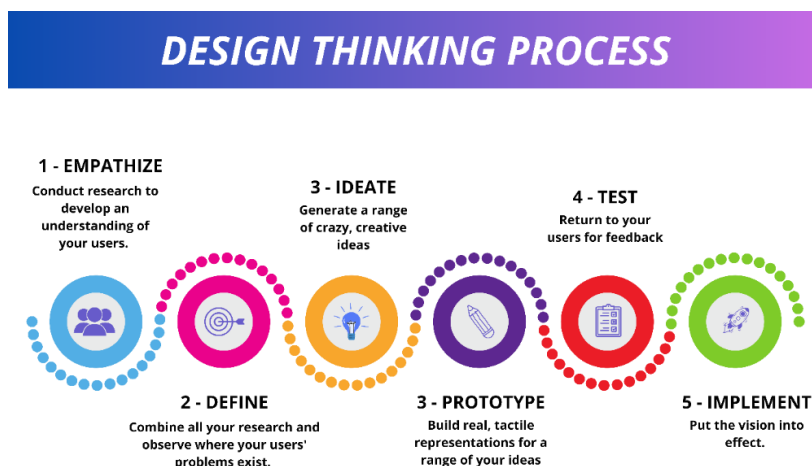 DESIGN THINKING PROCESS
1 - EMPATHIZE
Conduct research to
develop an
understanding of
your users.
2 - DEFINE
Combine all your research and
observe where your users'
problems exist.
3 - IDEATE
Generate a range
of crazy, creative
ideas
3 - PROTOTYPE
Build real, tactile
representations for a
range of your ideas
4 - TEST
Return to your
users for feedback
5 - IMPLEMENT
Put the vision into
effect.